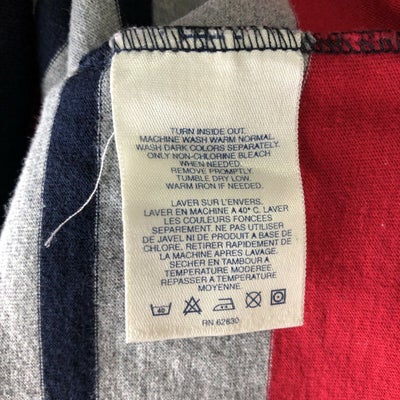 TURN INSIDE OUT.
MACHINE WASH WARM NORMAL.
WASH DARK COLORS SEPARATELY.
ONLY NON-CHLORINE BLEACH
WHEN NEEDED.
REMOVE PROMPTLY.
TUMBLE DRY LOW.
WARM IRON IF NEEDED.
LAVER SUR L'ENVERS.
LAVER EN MACHINE A 40° C. LAVER
LES COULEURS FONCÉES
SEPAREMENT. NE PAS UTILISER
DE JAVEL NI DE PRODUIT A BASE
DE CHLORE. RETIRER RAPIDEMENT DE
LA MACHINE APRES LAVAGE.
SECHER EN TAMBOUR A
TEMPERATURE MODEREE.
REPASSER A TEMPERATURE
MOYENNE.
40
RN 62630